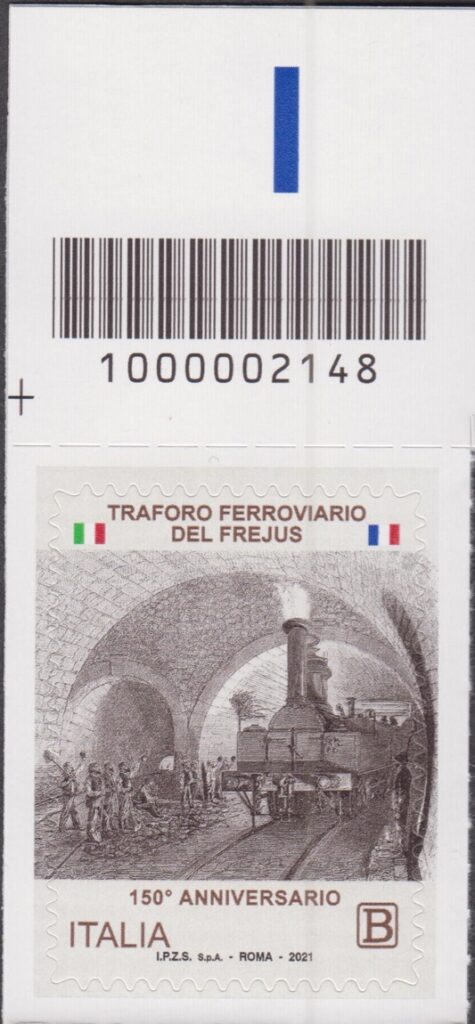 1000002148
TRAFORO FERROVIARIO
DEL FREJUS
150° ANNIVERSARIO
ITALIA B
I.P.Z.S. S.p.A. - ROMA - 2021